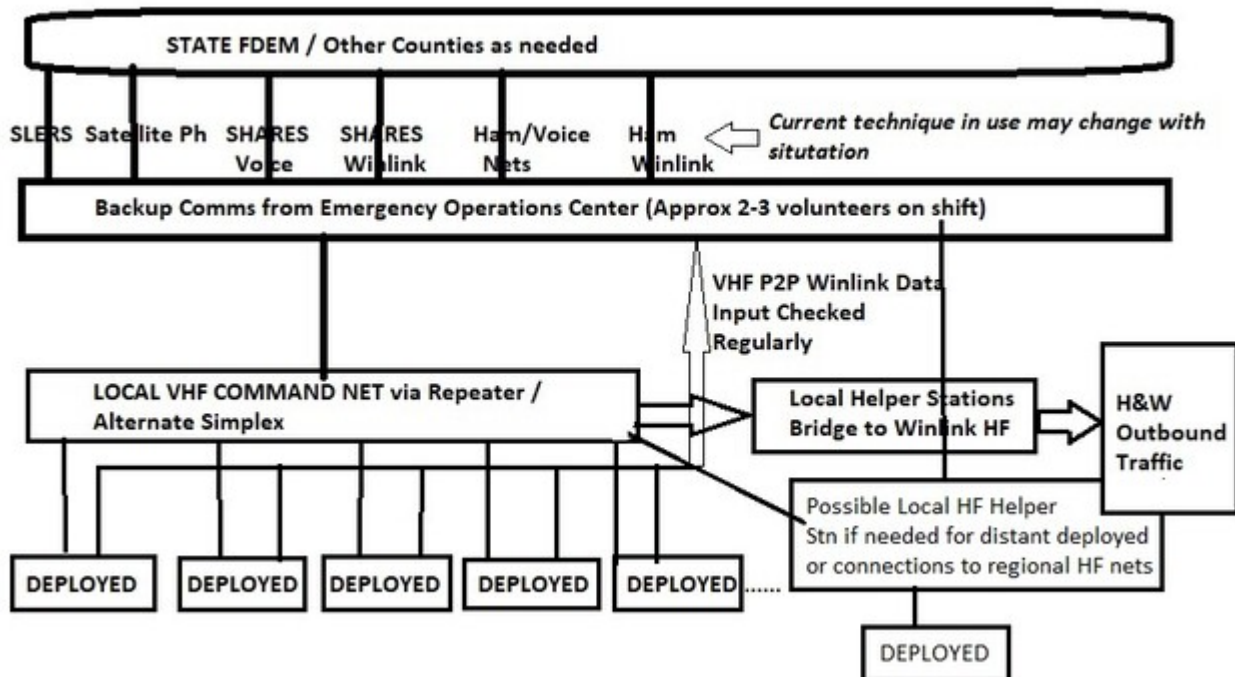 STATE FDEM / Other Counties as needed
SLERS
Satellite Ph
SHARES
Voice
SHARES
Winlink
Ham/Voice
Nets
Ham
Winlink
Current technique in use may change with
situtation
Backup Comms from Emergency Operations Center (Approx 2-3 volunteers on shift)
VHF P2P Winlink Data
Input Checked
Regularly
LOCAL VHF COMMAND NET via Repeater /
Alternate Simplex
Local Helper Stations
Bridge to Winlink HF
H&W
Outbound
Traffic
Possible Local HF Helper
Stn if needed for distant deployed
or connections to regional HF nets
DEPLOYED
DEPLOYED
DEPLOYED
DEPLOYED
DEPLOYED
......
DEPLOYED